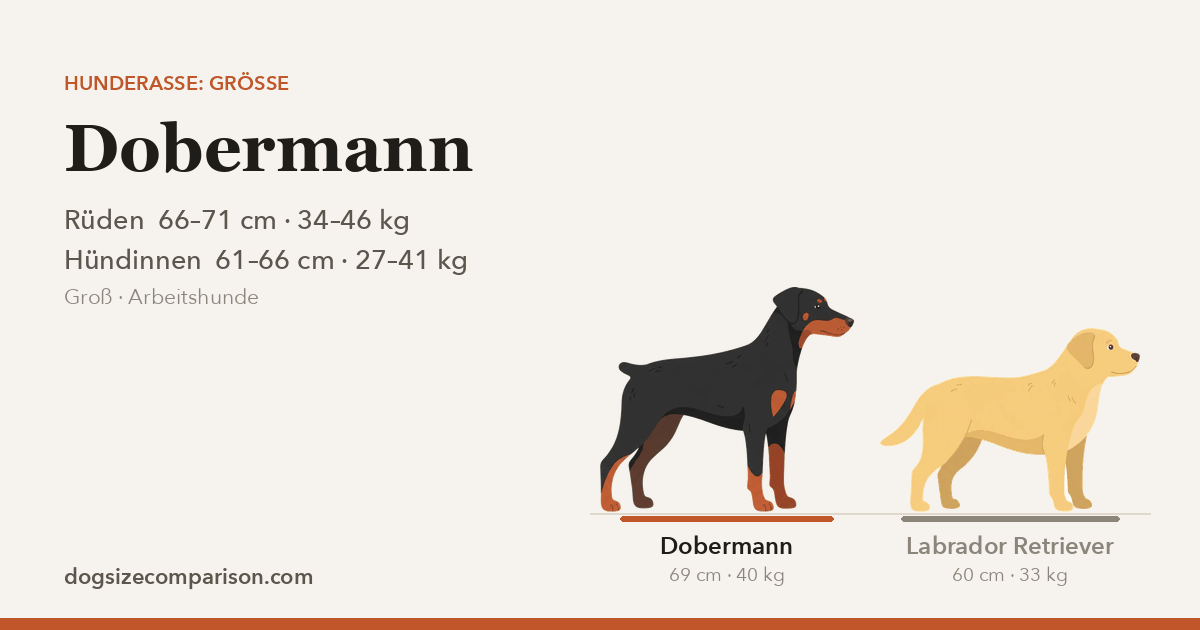 HUNDERASSE: GRÖSSE
Dobermann
Rüden 66–71 cm · 34–46 kg
Hündinnen 61–66 cm · 27–41 kg
Groß · Arbeitshunde
Dobermann
69 cm · 40 kg
Labrador Retriever
60 cm · 33 kg
dogsizecomparison.com